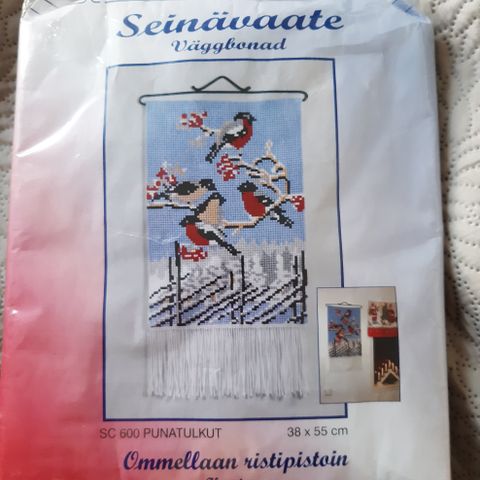 Seinävaate
Väggbonad
SC 600 PUNATULKUT 38 x 55 cm
Ommellaan ristipistoin